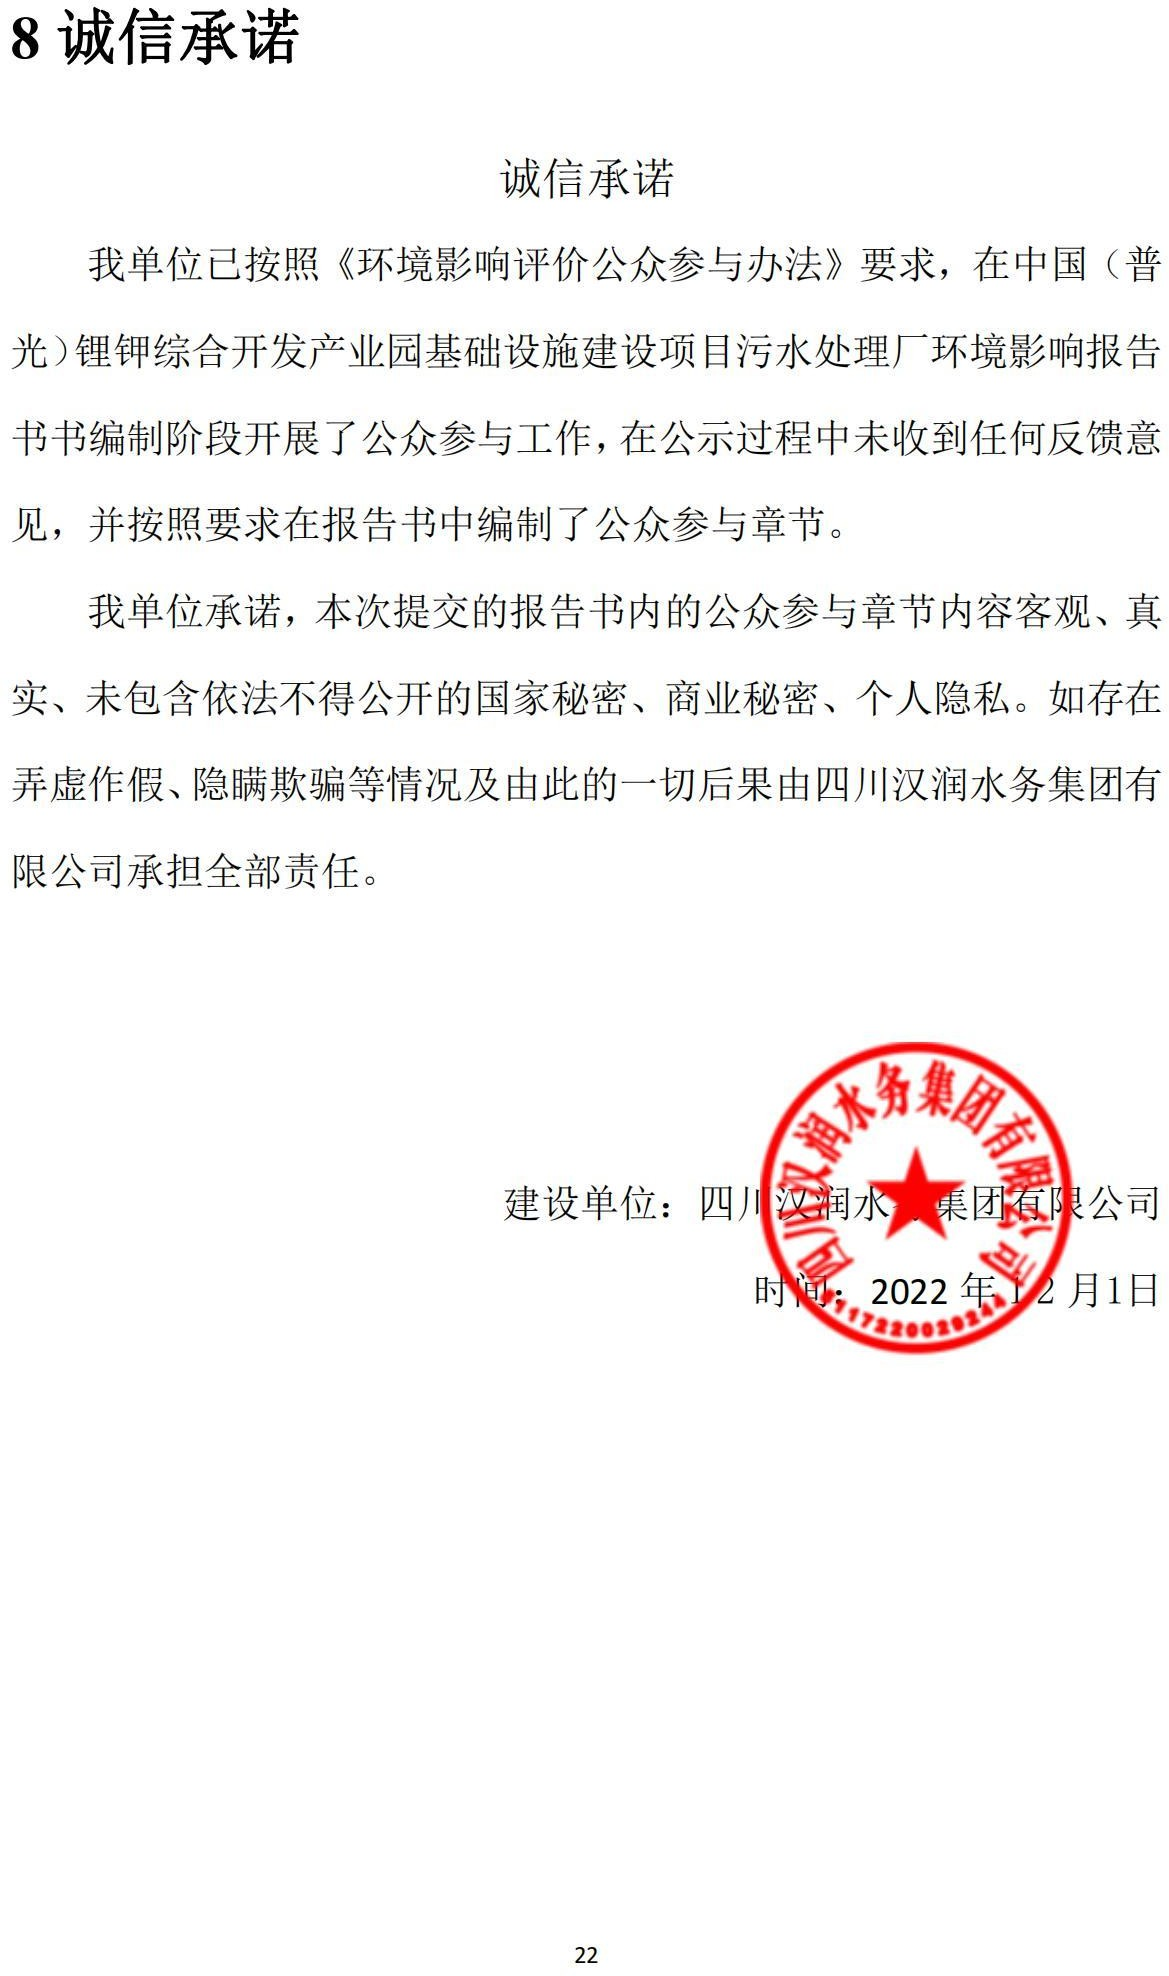 8 诚信承诺
诚信承诺
我单位已按照《环境影响评价公众参与办法》要求，在中国（普
光）锂钾综合开发产业园基础设施建设项目污水处理厂环境影响报告
书书编制阶段开展了公众参与工作，在公示过程中未收到任何反馈意
见，并按照要求在报告书中编制了公众参与章节。
我单位承诺，本次提交的报告书内的公众参与章节内容客观、真
实、未包含依法不得公开的国家秘密、商业秘密、个人隐私。如存在
弄虚作假、隐瞒欺骗等情况及由此的一切后果由四川汉润水务集团有
限公司承担全部责任。
四川汉润水务集团有限公司
建设单位：四川汉润水务集团有限公司
时间：2022 年 12 月1日
5117220029244
22